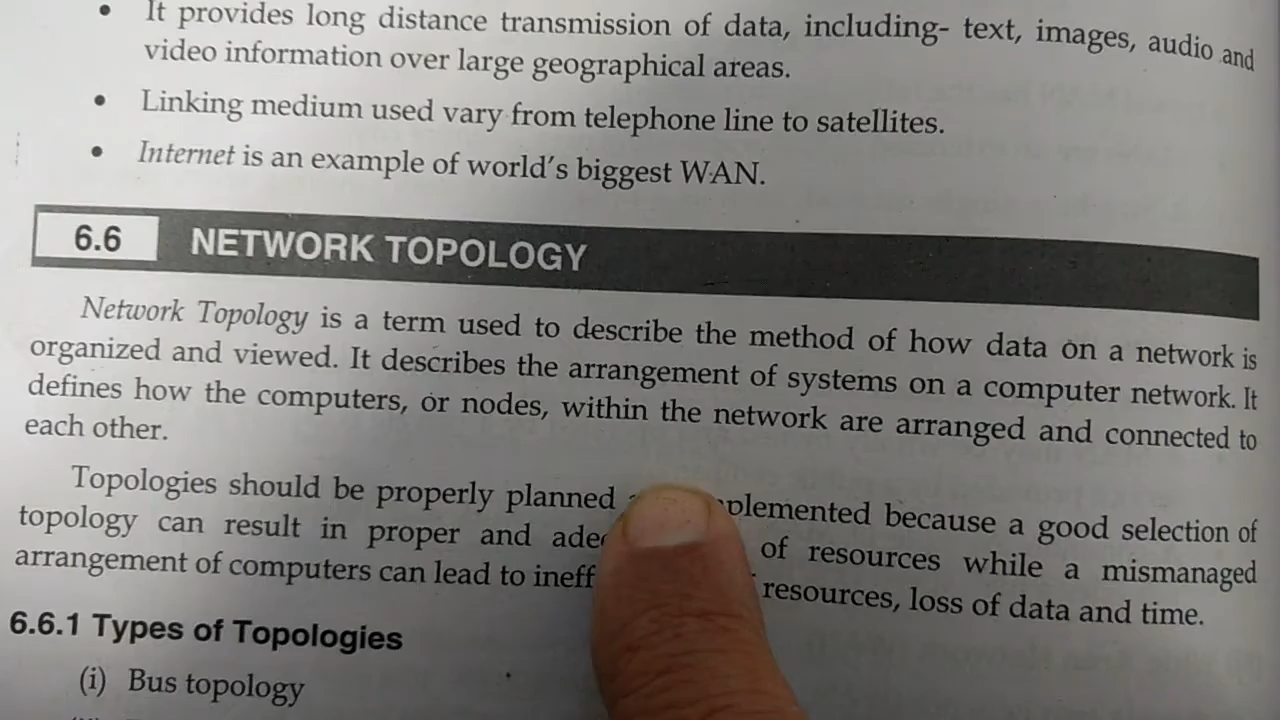 • It provides long distance transmission of data, including- text, images, audio and
video information over large geographical areas.
• Linking medium used vary from telephone line to satellites.
• Internet is an example of world's biggest WAN.
6.6 NETWORK TOPOLOGY
Network Topology is a term used to describe the method of how data on a network is
organized and viewed. It describes the arrangement of systems on a computer network. It
defines how the computers, or nodes, within the network are arranged and connected to
each other.
Topologies should be properly planned because a good selection of
topology can result in proper and of resources while a mismanaged
arrangement of computers can lead to resources, loss of data and time.
6.6.1 Types of Topologies
(i) Bus topology